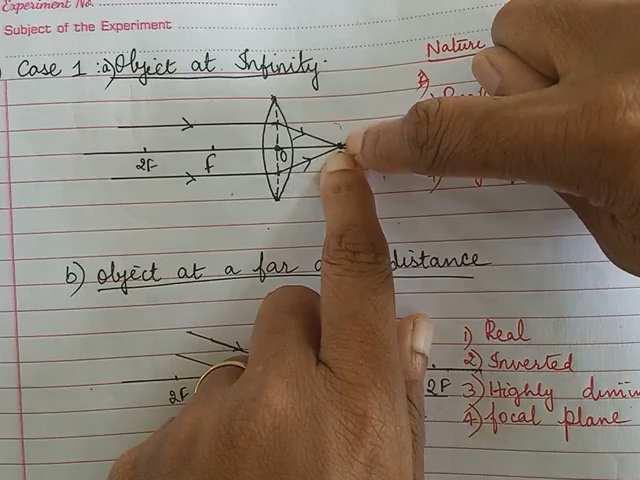 Experiment No.
Subject of the Experiment
Case 1 : a) Object at Infinity.
Nature
2F F O
b) Object at a far distance
1) Real
2) Inverted
2F 2F 3) Highly dimin
4) focal plane